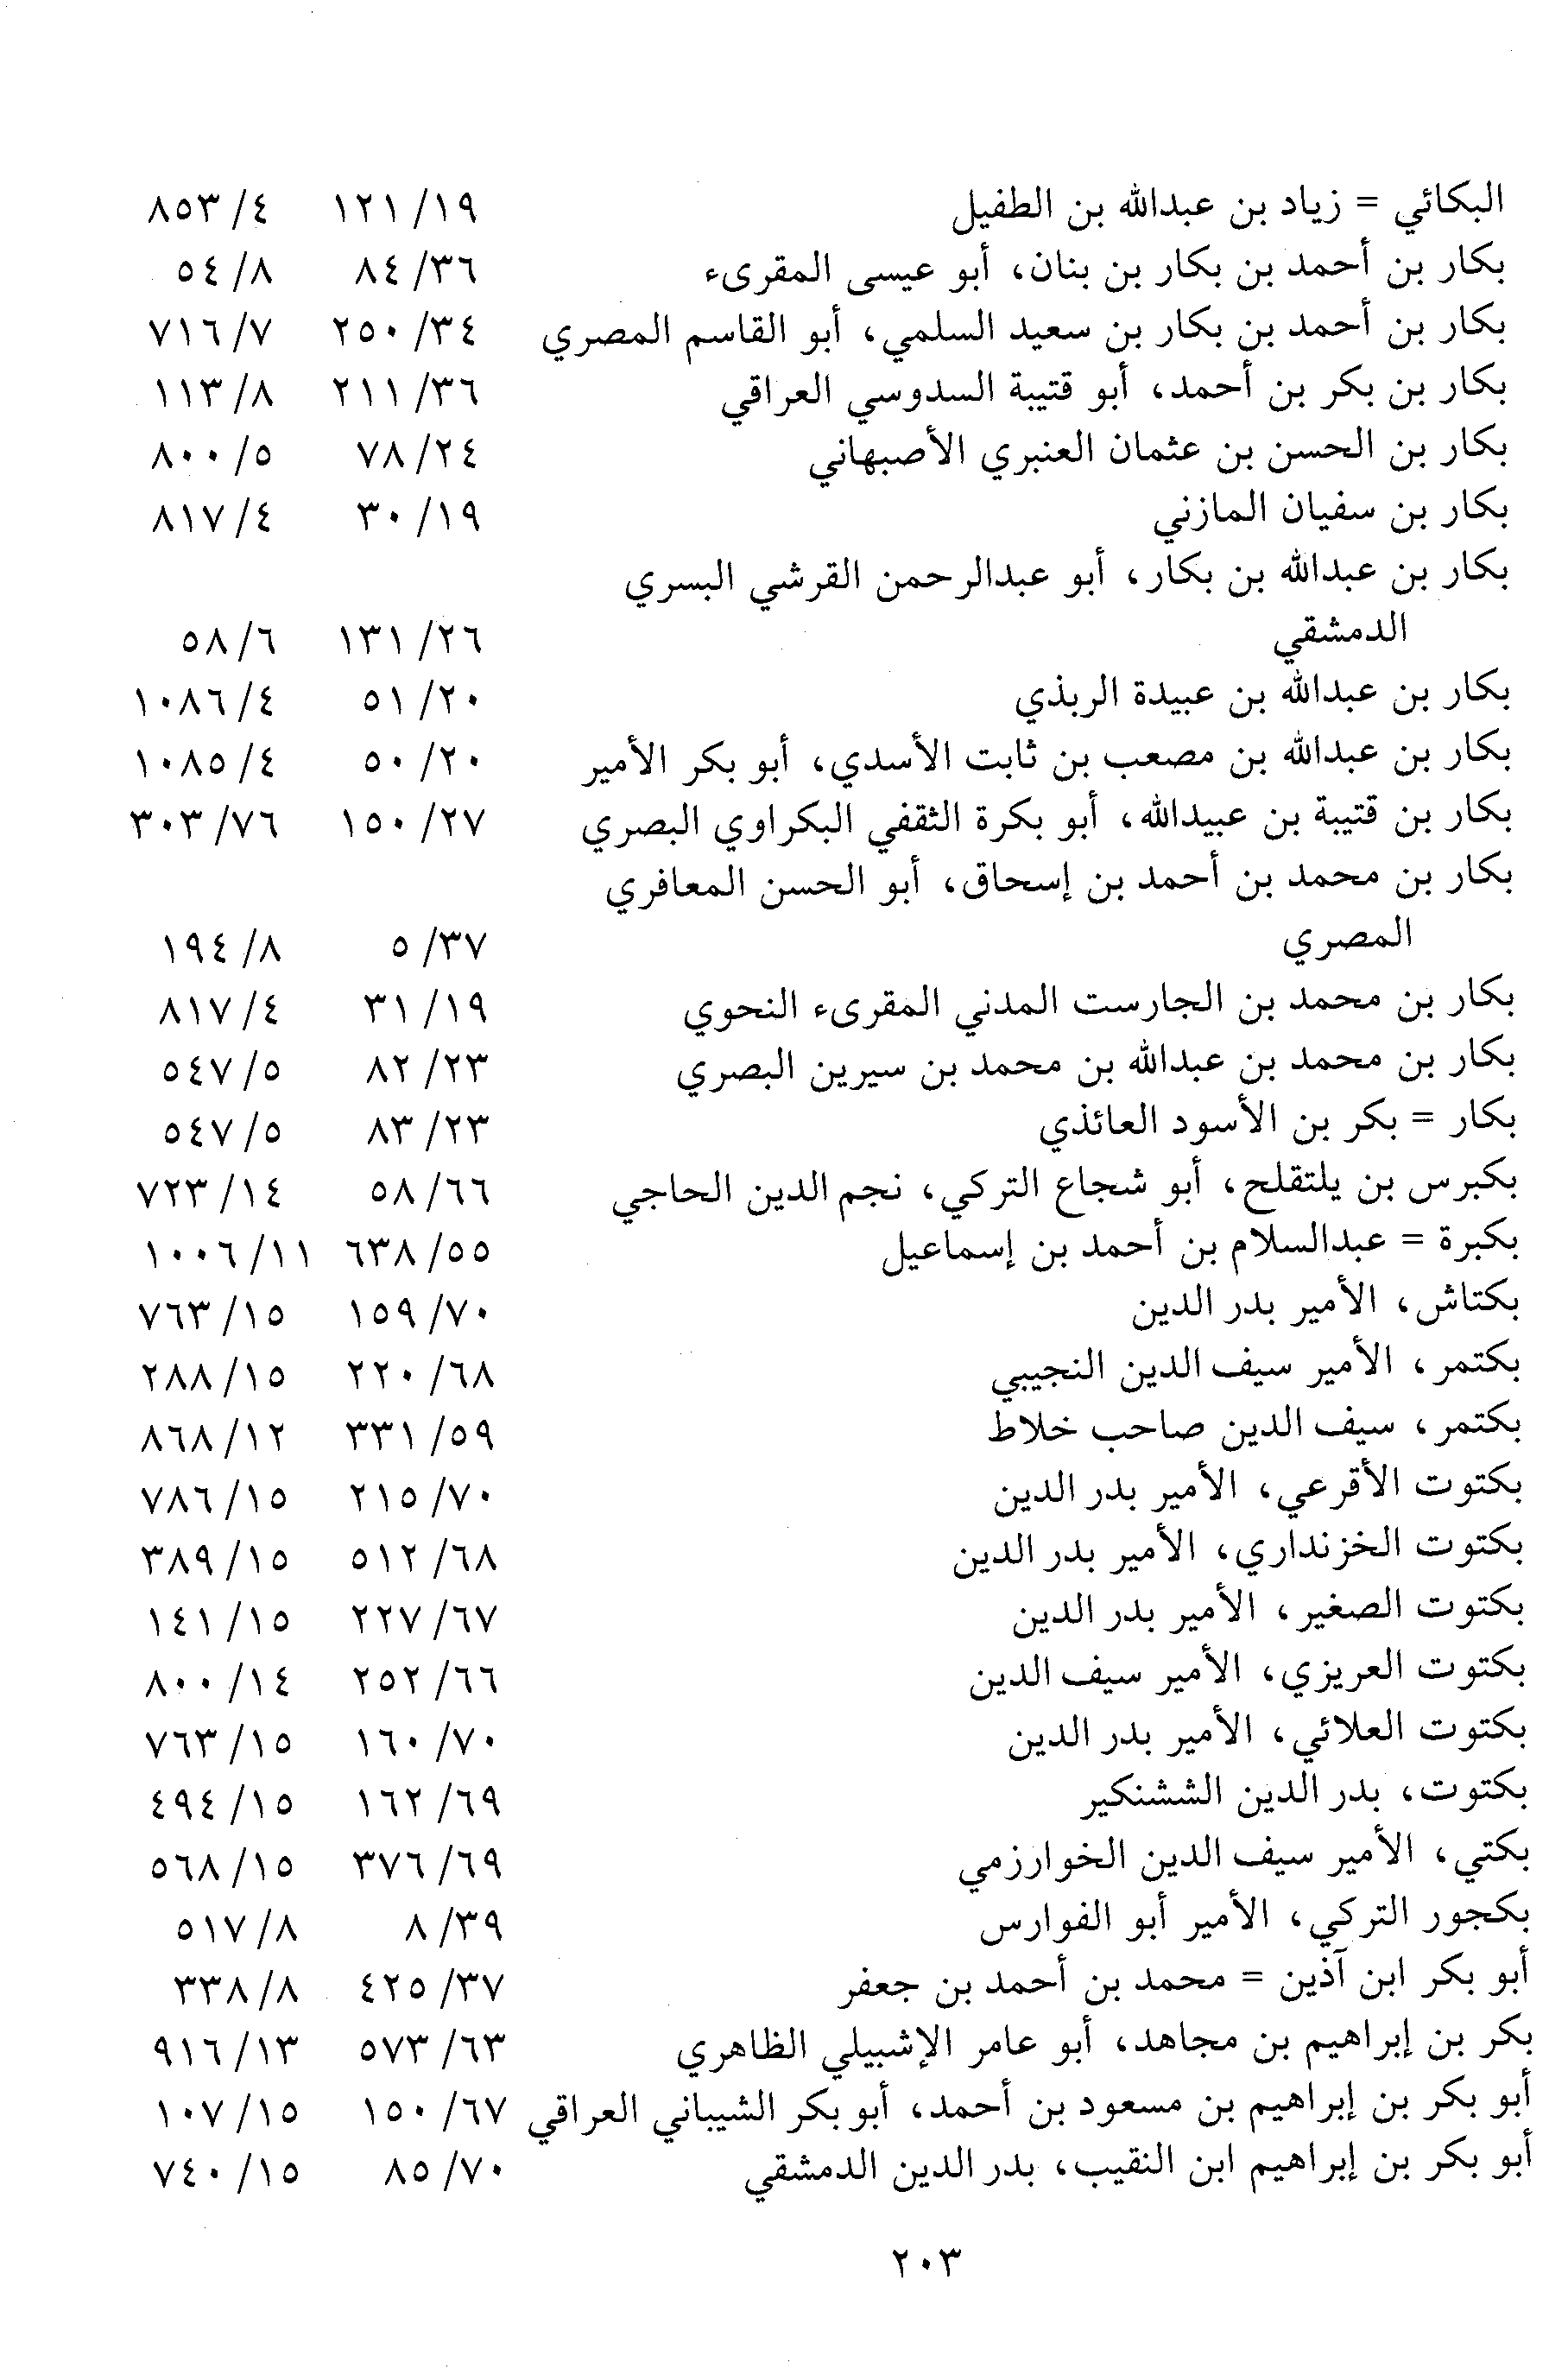 البكائي = زياد بن عبدالله بن الطفيل ١٩/ ١٢١ ٤/ ٨٥٣
بكار بن أحمد بن بكار بن بنان، أبو عيسى المقرىء ٣٦/ ٨٤ ٨/ ٥٤
بكار بن أحمد بن بكار بن سعيد السلمي، أبو القاسم المصري ٣٤/ ٢٥٠ ٧/ ٧١٦
بكار بن بكر بن أحمد، أبو قتيبة السدوسي العراقي ٣٦/ ٢١١ ٨/ ١١٣
بكار بن الحسن بن عثمان العنبري الأصبهاني ٢٤/ ٧٨ ٥/ ٨٠٠
بكار بن سفيان المازني ١٩/ ٣٠ ٤/ ٨١٧
بكار بن عبدالله بن بكار، أبو عبدالرحمن القرشي البسري
الدمشقي ٢٦/ ١٣١ ٦/ ٥٨
بكار بن عبدالله بن عبيدة الربذي ٢٠/ ٥١ ٤/ ١٠٨٦
بكار بن عبدالله بن مصعب بن ثابت الأسدي، أبو بكر الأمير ٢٠/ ٥٠ ٤/ ١٠٨٥
بكار بن قتيبة بن عبيدالله، أبو بكرة الثقفي البكراوي البصري ٢٧/ ١٥٠ ٧٦/ ٣٠٣
بكار بن محمد بن أحمد بن إسحاق، أبو الحسن المعافري
المصري ٣٧/ ٥ ٨/ ١٩٤
بكار بن محمد بن الجارست المدني المقرىء النحوي ١٩/ ٣١ ٤/ ٨١٧
بكار بن محمد بن عبدالله بن محمد بن سيرين البصري ٢٣/ ٨٢ ٥/ ٥٤٧
بكار = بكر بن الأسود العائذي ٢٣/ ٨٣ ٥/ ٥٤٧
بكبرس بن يلتقلح، أبو شجاع التركي، نجم الدين الحاجي ٦٦/ ٥٨ ١٤/ ٧٢٣
بكبرة = عبدالسلام بن أحمد بن إسماعيل ٥٥/ ٦٣٨ ١١/ ١٠٠٦
بكتاش، الأمير بدر الدين ٧٠/ ١٥٩ ١٥/ ٧٦٣
بكتمر، الأمير سيف الدين النجيبي ٦٨/ ٢٢٠ ١٥/ ٢٨٨
بكتمر، سيف الدين صاحب خلاط ٥٩/ ٣٣١ ١٢/ ٨٦٨
بكتوت الأقرعي، الأمير بدر الدين ٧٠/ ٢١٥ ١٥/ ٧٨٦
بكتوت الخزنداري، الأمير بدر الدين ٦٨/ ٥١٢ ١٥/ ٣٨٩
بكتوت الصغير، الأمير بدر الدين ٦٧/ ٢٢٧ ١٥/ ١٤١
بكتوت العريزي، الأمير سيف الدين ٦٦/ ٢٥٢ ١٤/ ٨٠٠
بكتوت العلائي، الأمير بدر الدين ٧٠/ ١٦٠ ١٥/ ٧٦٣
بكتوت، بدر الدين الششنكير ٦٩/ ١٦٢ ١٥/ ٤٩٤
بكتي، الأمير سيف الدين الخوارزمي ٦٩/ ٣٧٦ ١٥/ ٥٦٨
بكجور التركي، الأمير أبو الفوارس ٣٩/ ٨ ٨/ ٥١٧
أبو بكر ابن آذين = محمد بن أحمد بن جعفر ٣٧/ ٤٢٥ ٨/ ٣٣٨
بكر بن إبراهيم بن مجاهد، أبو عامر الإشبيلي الظاهري ٦٣/ ٥٧٣ ١٣/ ٩١٦
أبو بكر بن إبراهيم بن مسعود بن أحمد، أبو بكر الشيباني العراقي ٦٧/ ١٥٠ ١٥/ ١٠٧
أبو بكر بن إبراهيم ابن النقيب، بدر الدين الدمشقي ٧٠/ ٨٥ ١٥/ ٧٤٠
٢٠٣